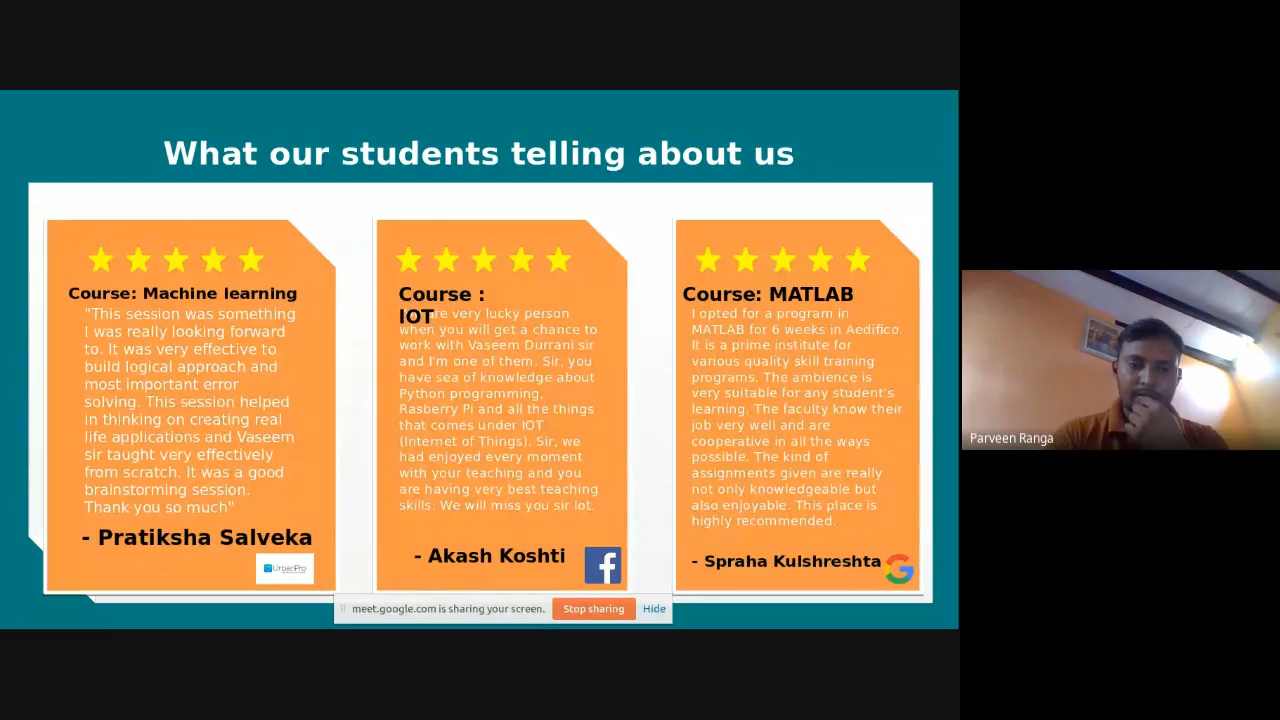 What our students telling about us
Course: Machine learning
"This session was something
I was really looking forward
to. It was very effective to
build logical approach and
most important error
solving. This session helped
in thinking on creating real
life applications and Vaseem
sir taught very effectively
from scratch. It was a good
brainstorming session.
Thank you so much"
- Pratiksha Salveka
UrbanPro
Course :
IOT
re very lucky person
when you will get a chance to
work with Vaseem Durrani sir
and I'm one of them. Sir, you
have sea of knowledge about
Python programming,
Rasberry Pi and all the things
that comes under IOT
(Internet of Things). Sir, we
had enjoyed every moment
with your teaching and you
are having very best teaching
skills. We will miss you sir lot.
- Akash Koshti
f
Course: MATLAB
I opted for a program in
MATLAB for 6 weeks in Aedifico.
It is a prime institute for
various quality skill training
programs. The ambience is
very suitable for any student's
learning. The faculty know their
job very well and are
cooperative in all the ways
possible. The kind of
assignments given are really
not only knowledgeable but
also enjoyable. This place is
highly recommended.
- Spraha Kulshreshta
G
meet.google.com is sharing your screen.
Stop sharing
Hide
Parveen Ranga